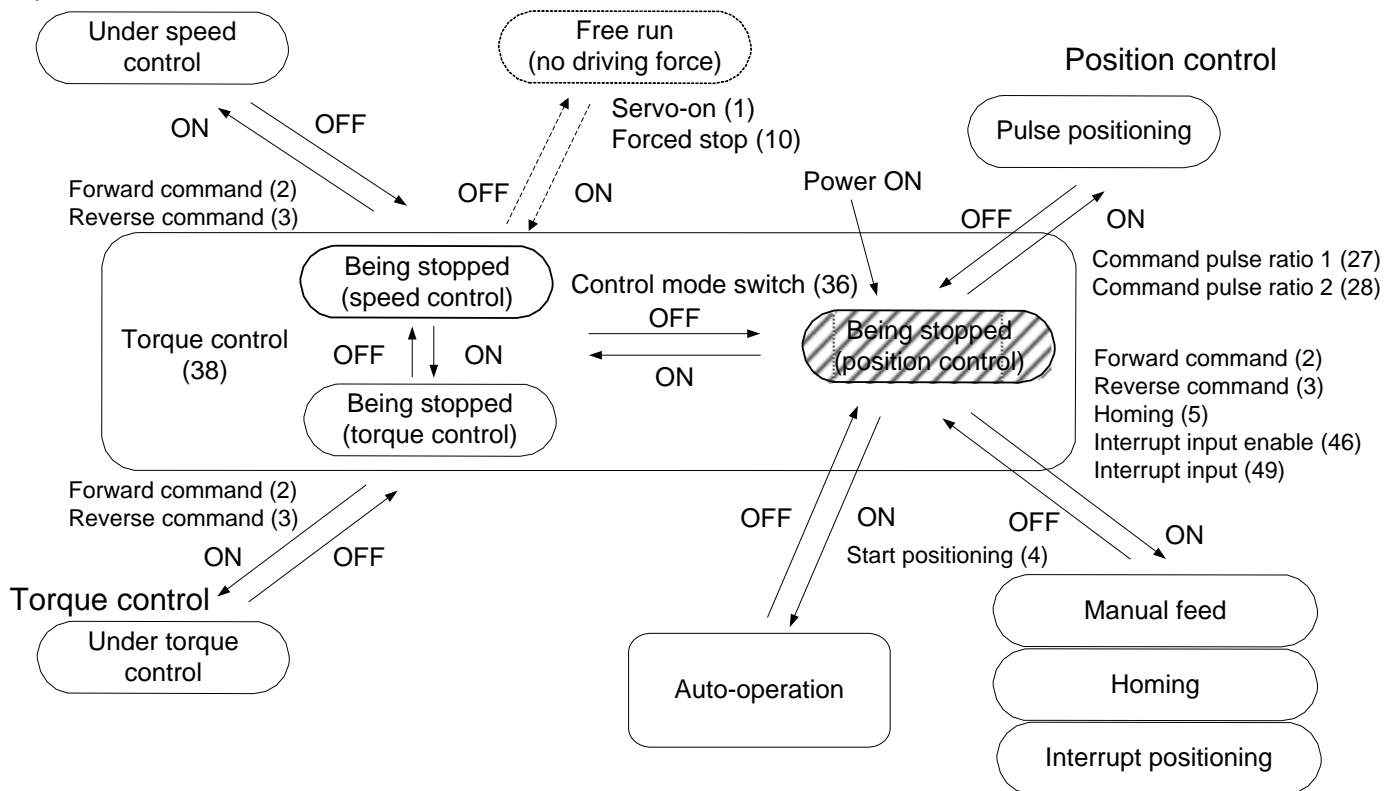 Under speed
control
Free run
(no driving force)
Position control
ON
OFF
Servo-on (1)
Forced stop (10)
Pulse positioning
Forward command (2)
Reverse command (3)
OFF
ON
Power ON
OFF
ON
Command pulse ratio 1 (27)
Command pulse ratio 2 (28)
Being stopped
(speed control)
Control mode switch (36)
OFF
ON
Being stopped
(position control)
Torque control
(38)
OFF
ON
Being stopped
(torque control)
Forward command (2)
Reverse command (3)
Homing (5)
Interrupt input enable (46)
Interrupt input (49)
Forward command (2)
Reverse command (3)
ON
OFF
OFF
ON
Start positioning (4)
OFF
ON
Torque control
Under torque
control
Auto-operation
Manual feed
Homing
Interrupt positioning